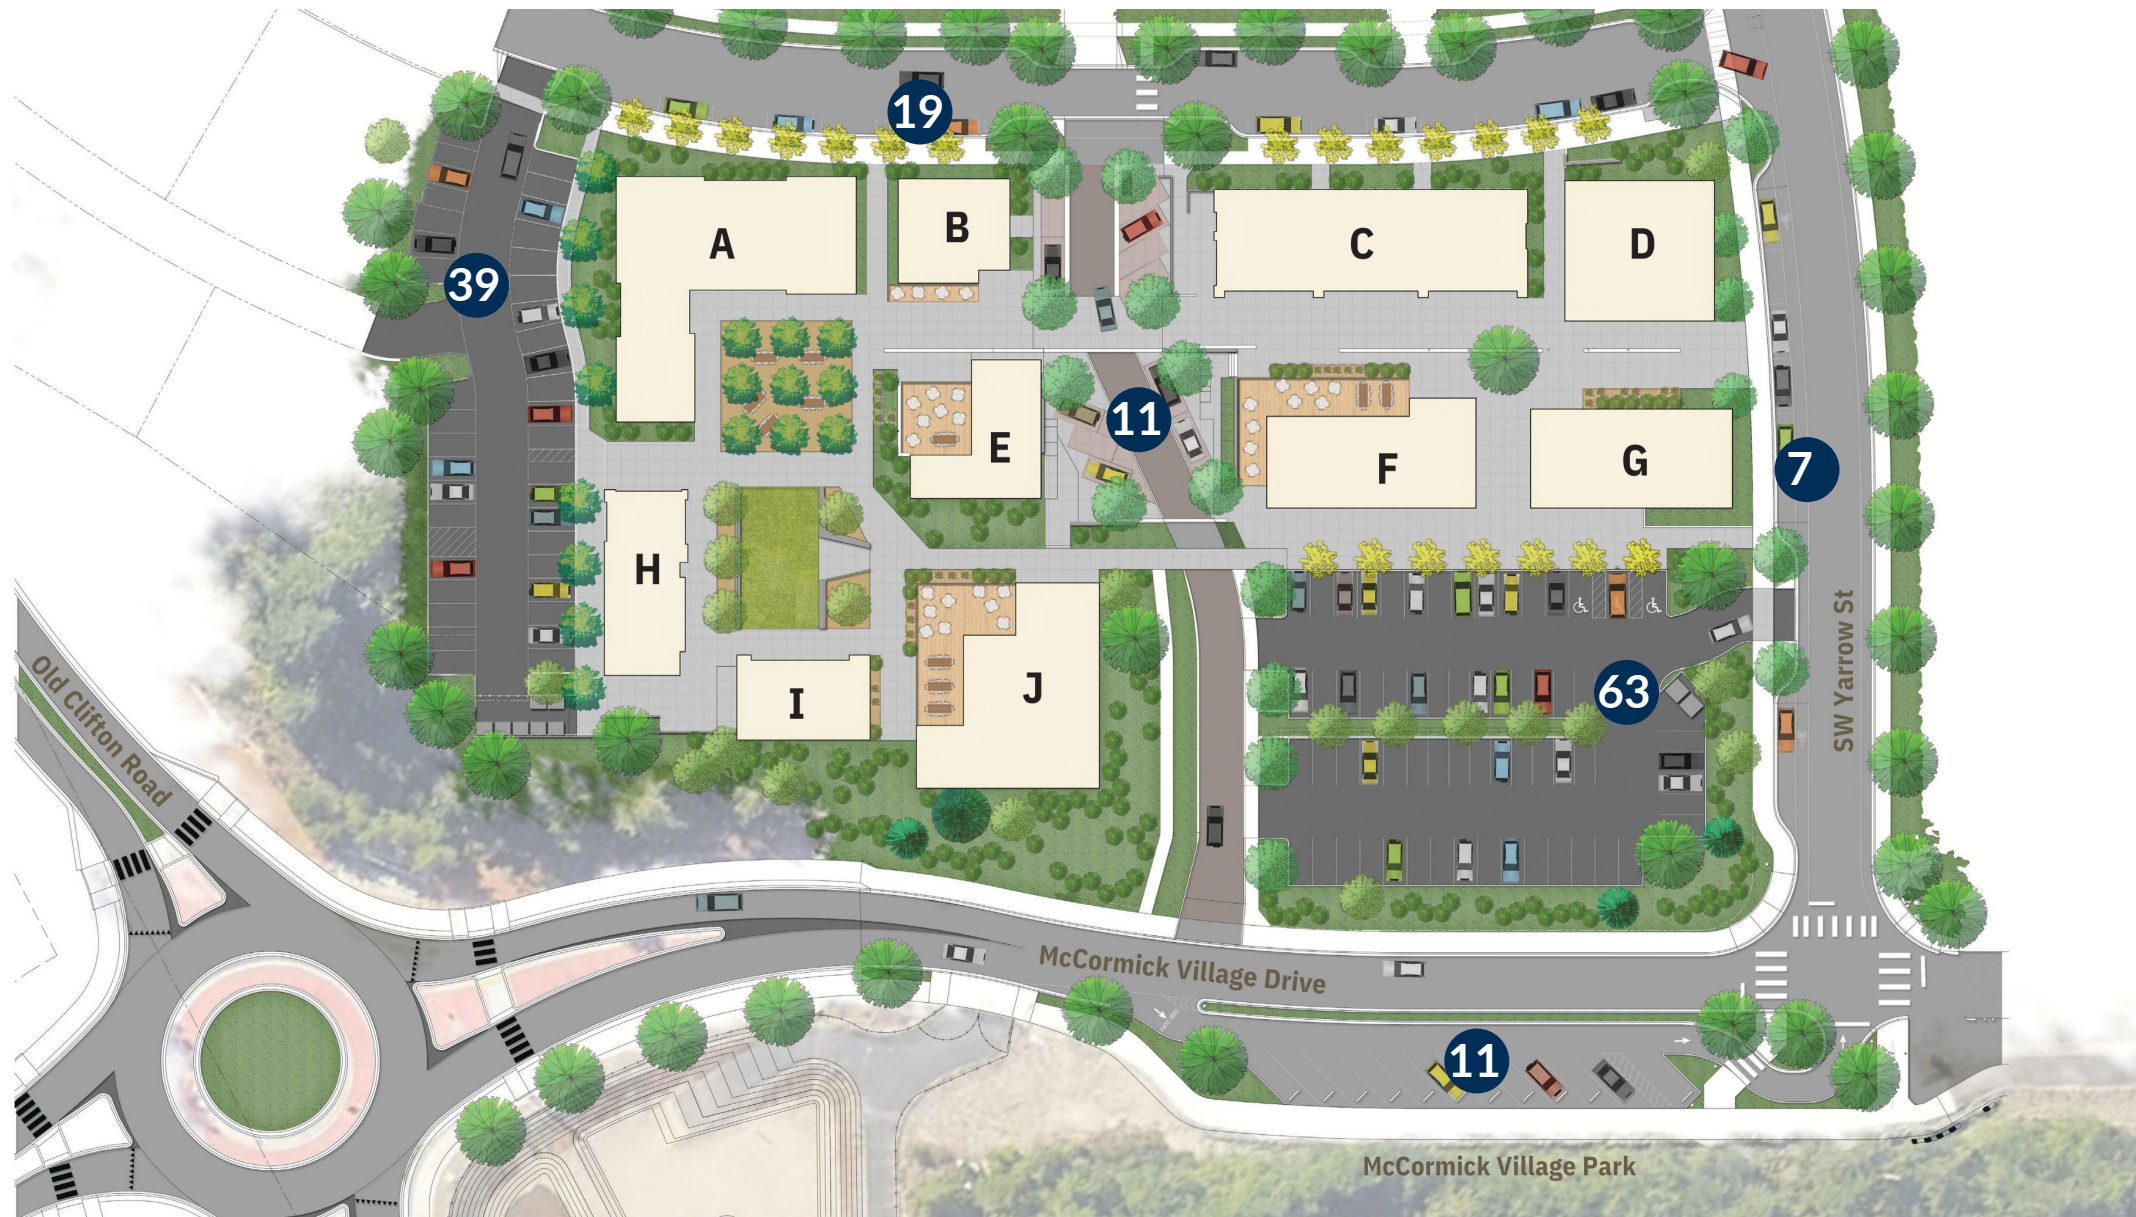 19
A
B
C
D
39
11
E
F
G
7
H
I
J
63
SW Yarrow St
Old Clifton Road
McCormick Village Drive
11
McCormick Village Park